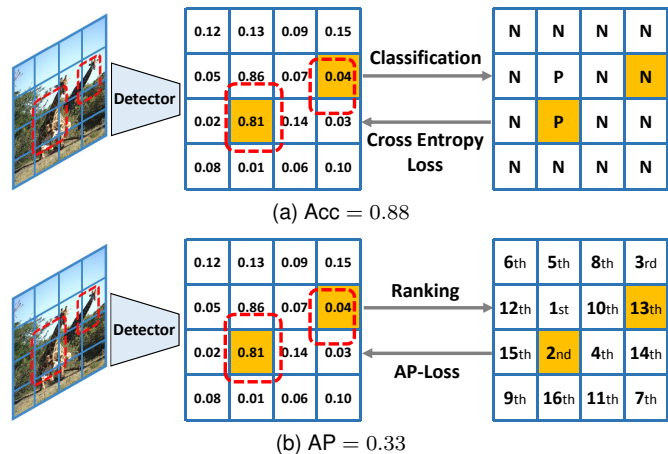 0.12 0.13 0.09 0.15
0.05 0.86 0.07 0.04
0.02 0.81 0.14 0.03
0.08 0.01 0.06 0.10
Detector
Classification
Cross Entropy
Loss
N N N N
N P N N
N P N N
N N N N
(a) Acc = 0.88
0.12 0.13 0.09 0.15
0.05 0.86 0.07 0.04
0.02 0.81 0.14 0.03
0.08 0.01 0.06 0.10
Detector
Ranking
AP-Loss
6th 5th 8th 3rd
12th 1st 10th 13th
15th 2nd 4th 14th
9th 16th 11th 7th
(b) AP = 0.33